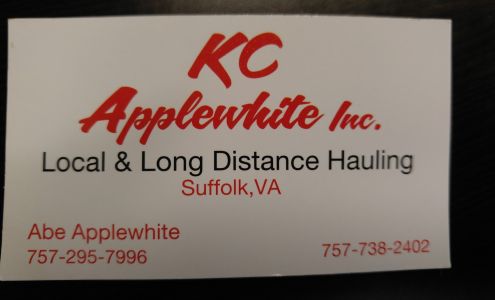 KC
Applewhite Inc.
Local & Long Distance Hauling
Suffolk,VA
Abe Applewhite
757-295-7996
757-738-2402